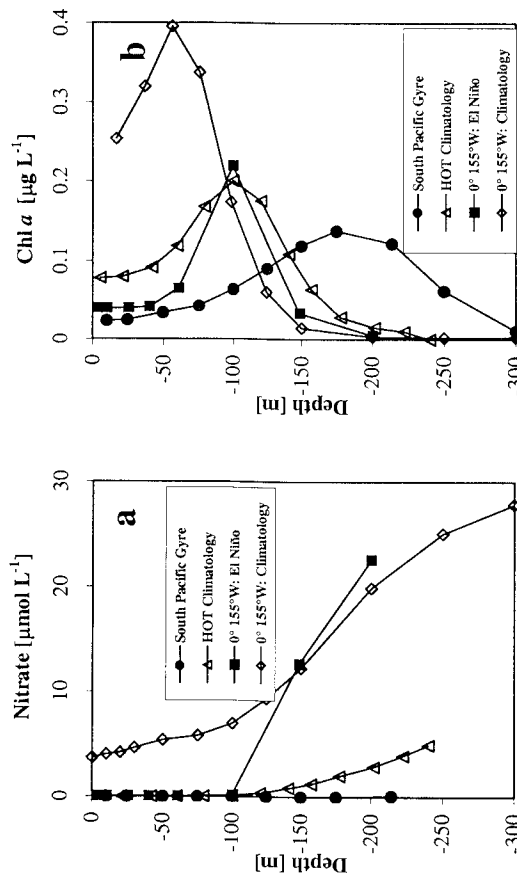 a
Nitrate [µmol L-1]
0
10
20
30
Depth [m]
0
-50
-100
-150
-200
-250
-300
South Pacific Gyre
HOT Climatology
0° 155°W: El Niño
0° 155°W: Climatology
b
Chl a [µg L-1]
0
0.1
0.2
0.3
0.4
Depth [m]
0
-50
-100
-150
-200
-250
-300
South Pacific Gyre
HOT Climatology
0° 155°W: El Niño
0° 155°W: Climatology